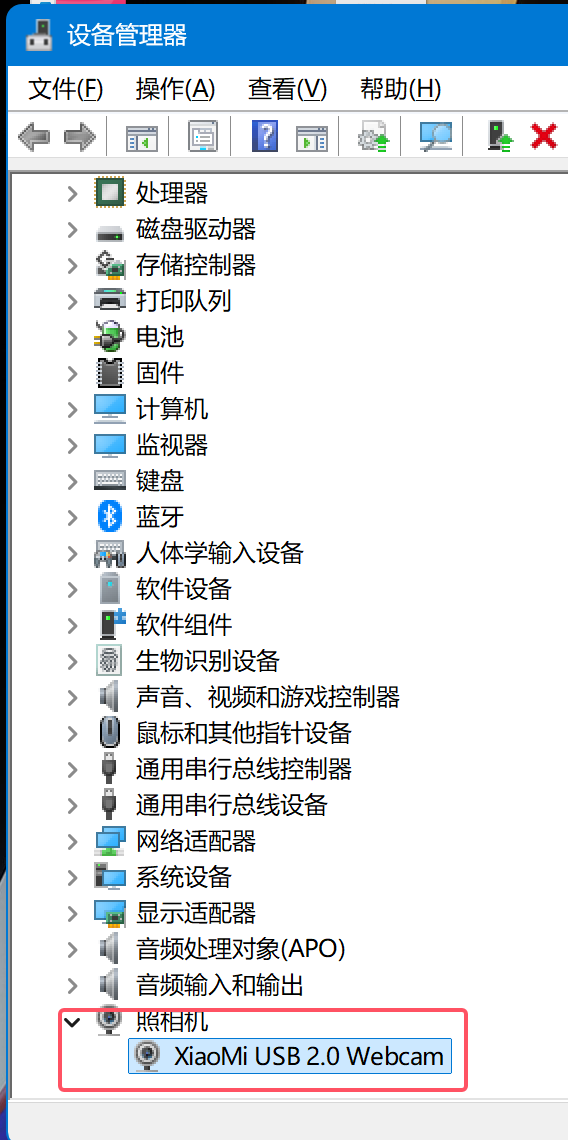 设备管理器
文件(F) 操作(A) 查看(V) 帮助(H)
处理器
磁盘驱动器
存储控制器
打印队列
电池
固件
计算机
监视器
键盘
蓝牙
人体学输入设备
软件设备
软件组件
生物识别设备
声音、视频和游戏控制器
鼠标和其他指针设备
通用串行总线控制器
通用串行总线设备
网络适配器
系统设备
显示适配器
音频处理对象(APO)
音频输入和输出
照相机
XiaoMi USB 2.0 Webcam